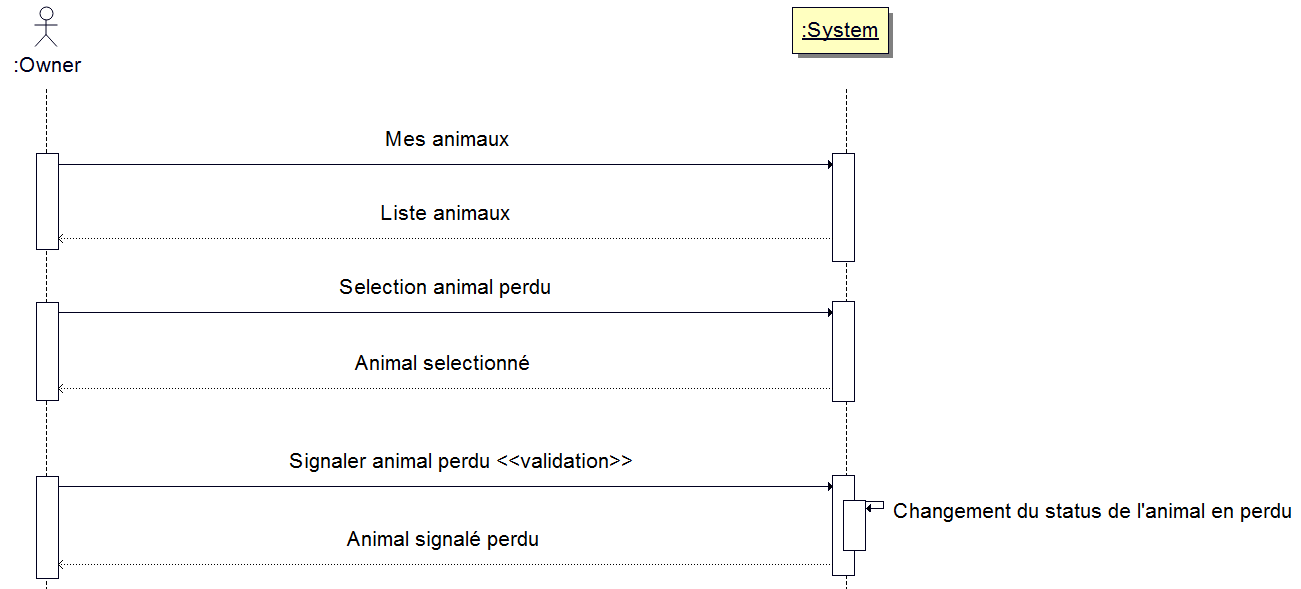 :Owner
:System
Mes animaux
Liste animaux
Selection animal perdu
Animal selectionné
Signaler animal perdu <<validation>>
Changement du status de l'animal en perdu
Animal signalé perdu